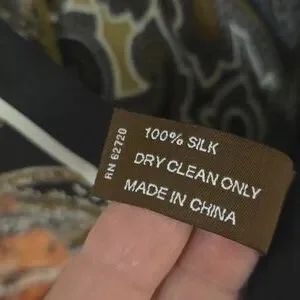 100% SILK
DRY CLEAN ONLY
MADE IN CHINA
RN 62720